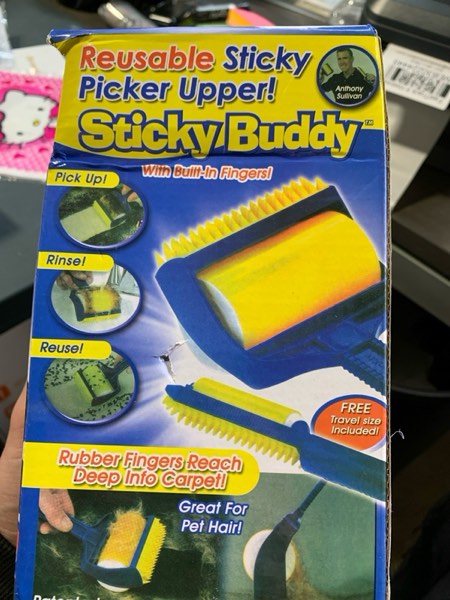 Reusable Sticky
Picker Upper!
Anthony
Sullivan
Sticky Buddy™
With Built-In Fingers!
Pick Up!
Rinse!
Reuse!
FREE
Travel size
Included!
Rubber Fingers Reach
Deep Into Carpet!
Great For
Pet Hair!